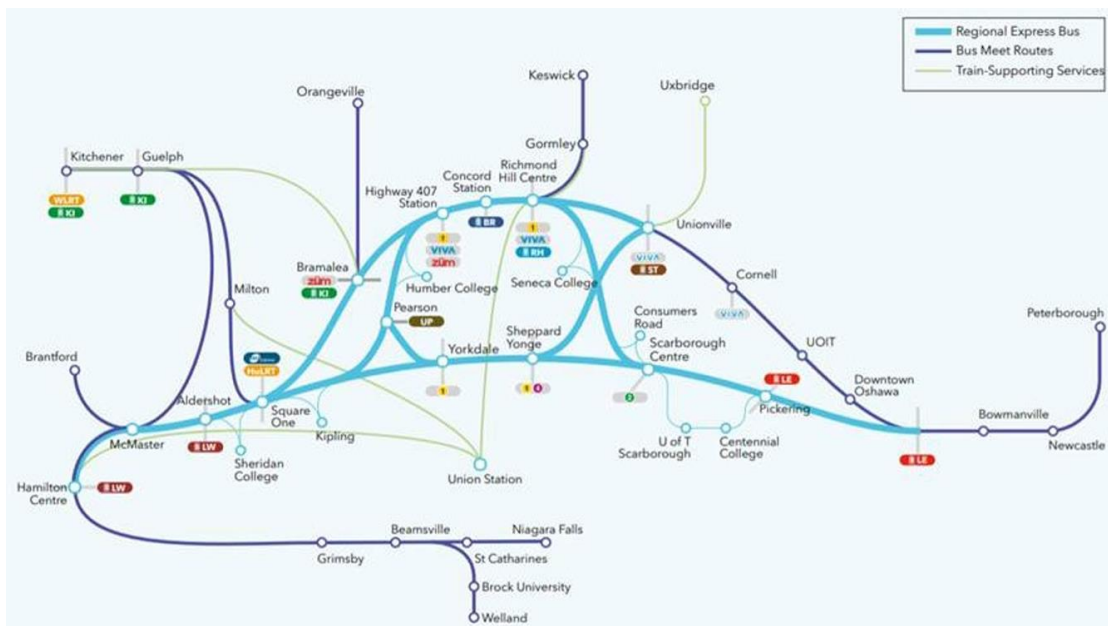 Regional Express Bus
Bus Meet Routes
Train-Supporting Services
Keswick
Uxbridge
Orangeville
Gormley
Kitchener
Guelph
Richmond
Hill Centre
Concord
Station
Highway 407
Station
WLRT
KI
KI
BR
1
VIVA
züm
1
VIVA
RH
Unionville
VIVA
ST
Bramalea
züm
KI
Humber College
Seneca College
Cornell
VIVA
Milton
Pearson
UP
Peterborough
Consumers
Road
Sheppard
Yonge
Scarborough
Centre
UOIT
Yorkdale
Brantford
HuLRT
1
1 4
2
LE
Downtown
Oshawa
Aldershot
Square
One
Pickering
Bowmanville
McMaster
LW
Kipling
U of T
Scarborough
Centennial
College
Newcastle
LE
Sheridan
College
Union Station
Hamilton
Centre
LW
Beamsville
Niagara Falls
Grimsby
St Catharines
Brock University
Welland